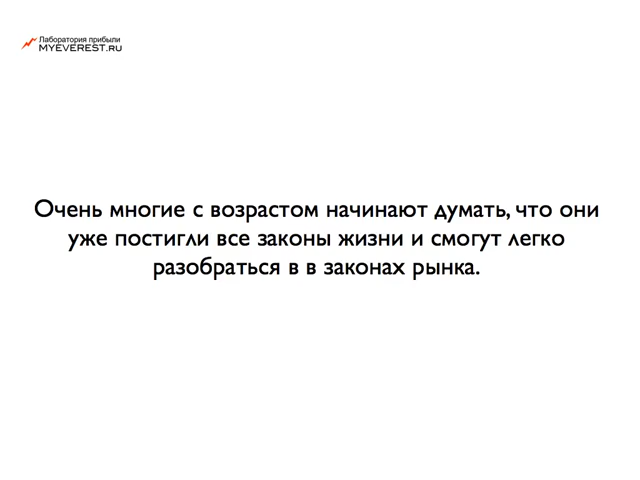 Лаборатория прибыли
MYEVEREST.RU
Очень многие с возрастом начинают думать, что они
уже постигли все законы жизни и смогут легко
разобраться в в законах рынка.